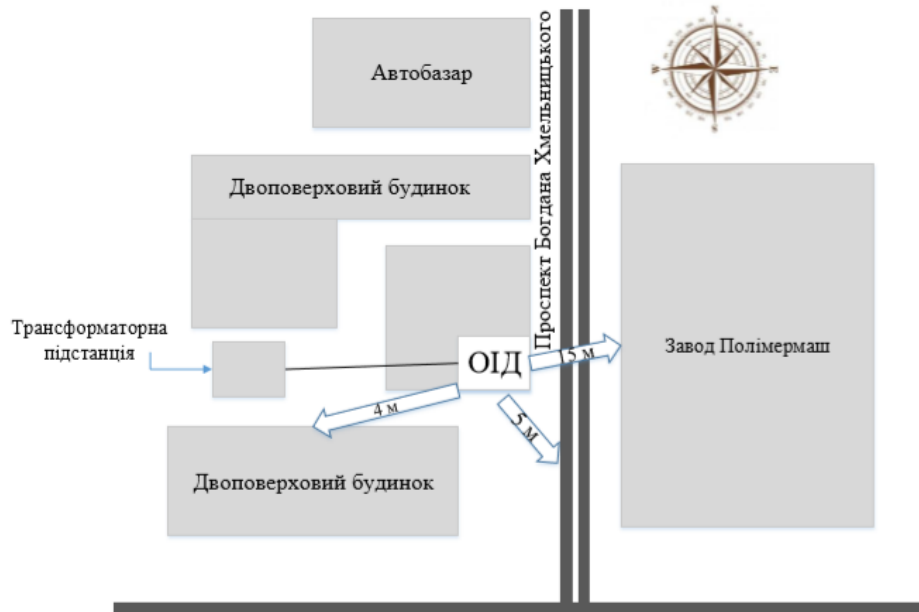 N
W
E
S
Автобазар
Проспект Богдана Хмельницького
Двоповерховий будинок
Трансформаторна
підстанція
ОІД
15 м
Завод Полімермаш
4 м
5 м
Двоповерховий будинок